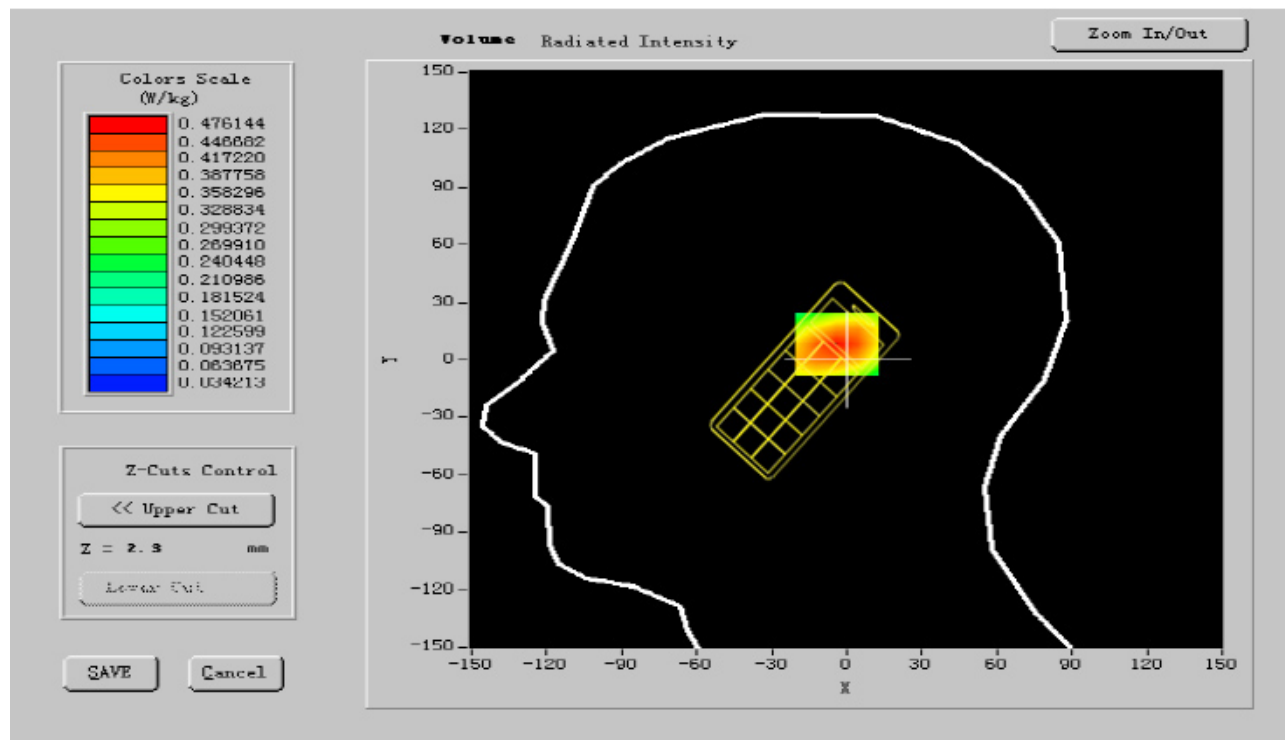 Volume Radiated Intensity
Zoom In/Out
Colors Scale
(W/kg)
0.476144
0.446682
0.417220
0.387758
0.358296
0.328834
0.299372
0.269910
0.240448
0.210986
0.181524
0.152061
0.122599
0.093137
0.063675
0.034213
Z-Cuts Control
<< Upper Cut
Z = 2.9 mm
Lower Cut
SAVE
Cancel
150
120
90
60
30
0
-30
-60
-90
-120
-150
Y
-150 -120 -90 -60 -30 0 30 60 90 120 150
X